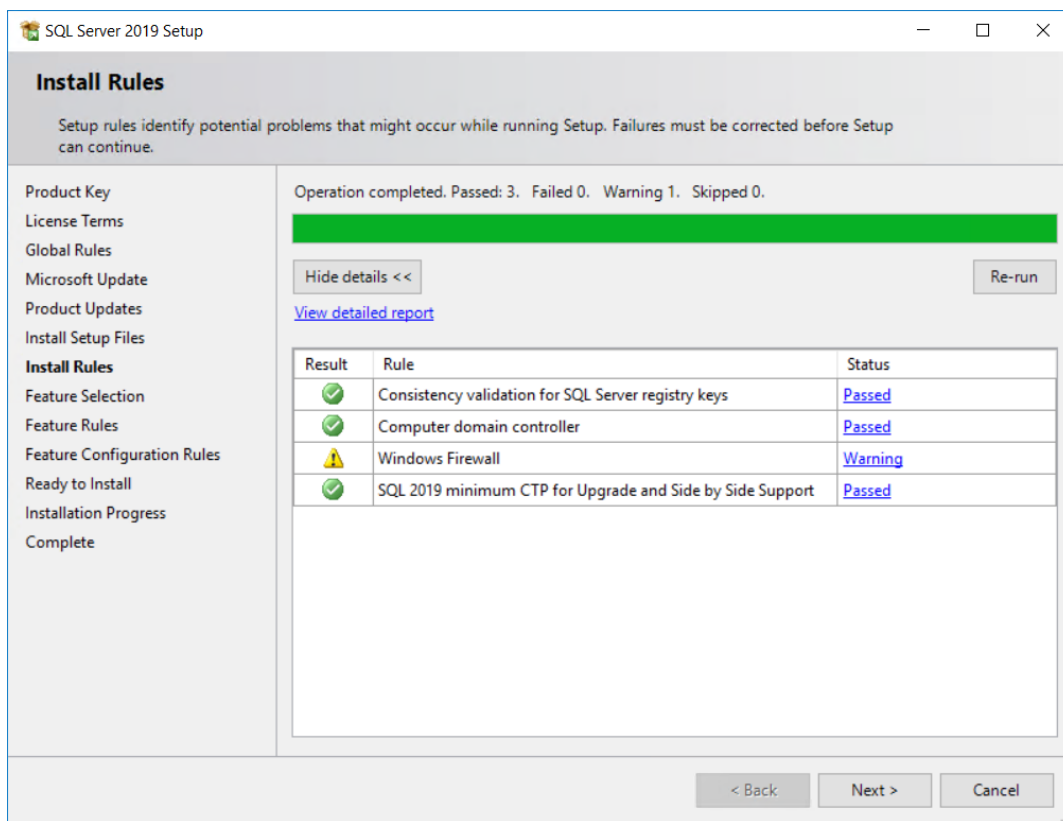 SQL Server 2019 Setup
Install Rules
Setup rules identify potential problems that might occur while running Setup. Failures must be corrected before Setup
can continue.
Product Key
License Terms
Global Rules
Microsoft Update
Product Updates
Install Setup Files
Install Rules
Feature Selection
Feature Rules
Feature Configuration Rules
Ready to Install
Installation Progress
Complete
Operation completed. Passed: 3.   Failed 0.   Warning 1.   Skipped 0.
Hide details <<
Re-run
View detailed report
Result Rule Status
Consistency validation for SQL Server registry keys Passed
Computer domain controller Passed
Windows Firewall Warning
SQL 2019 minimum CTP for Upgrade and Side by Side Support Passed
< Back Next > Cancel